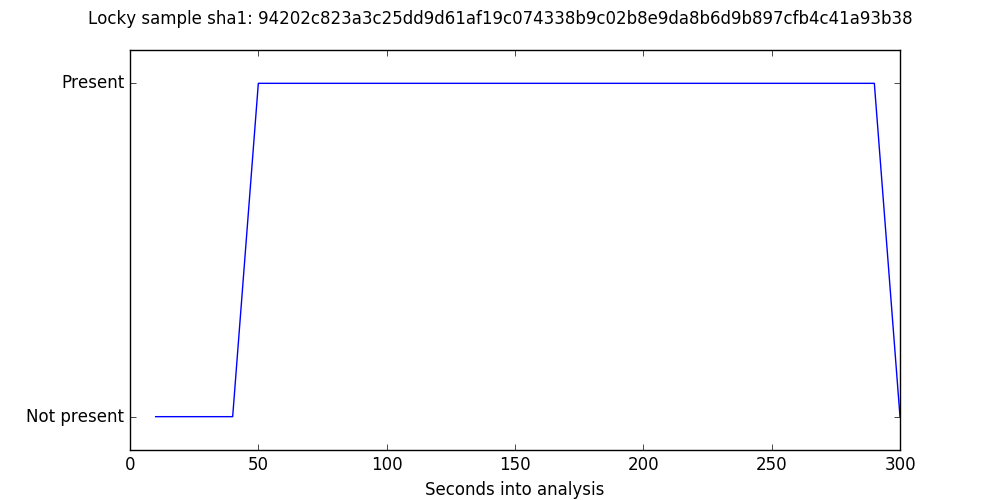 Locky sample sha1: 94202c823a3c25dd9d61af19c074338b9c02b8e9da8b6d9b897cfb4c41a93b38
Present
Not present
0 50 100 150 200 250 300
Seconds into analysis